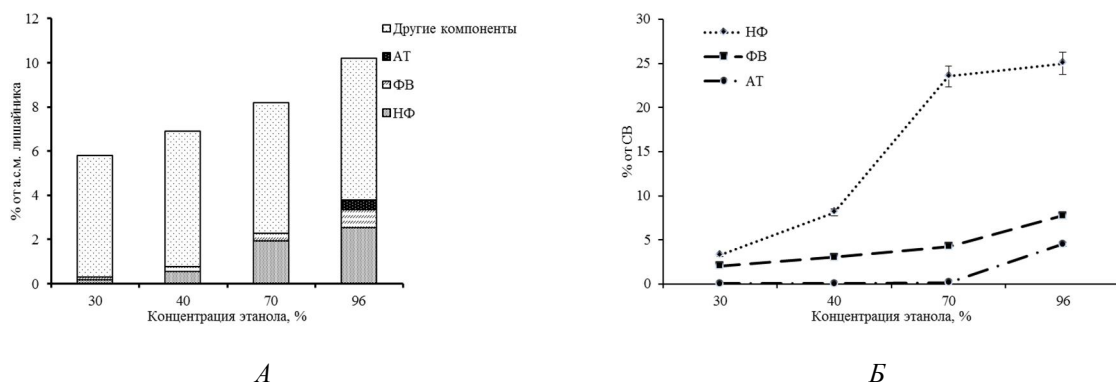 12
10
8
6
4
2
0
% от а.с.м. лишайника
Другие компоненты
АТ
ФВ
НФ
30 40 70 96
Концентрация этанола, %
А
30
25
20
15
10
5
0
% от СВ
НФ
ФВ
АТ
30 40 70 96
Концентрация этанола, %
Б